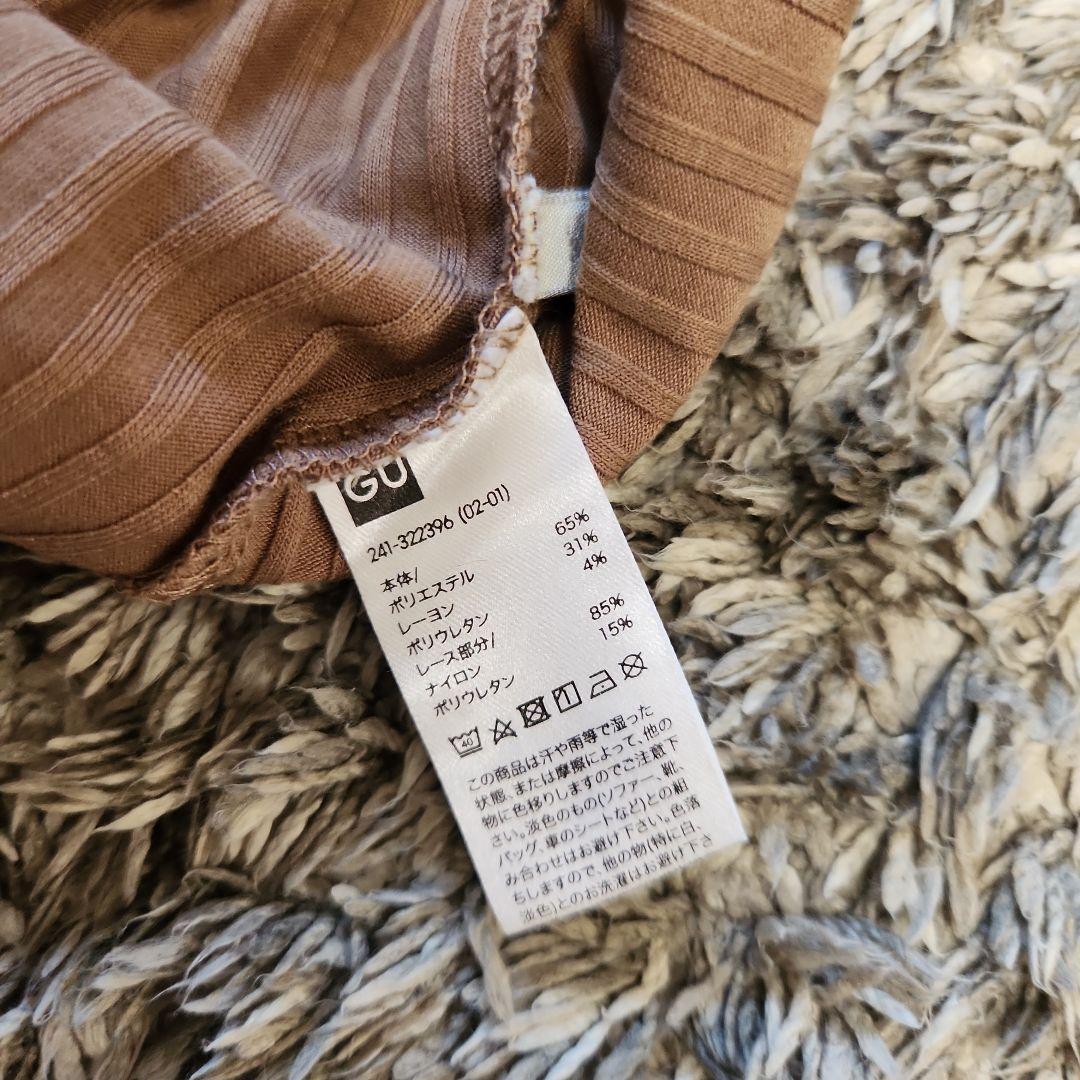 GU
241-322396 (02-01)
本体/
ポリエステル 65%
レーヨン 31%
ポリウレタン 4%
レース部分/
ナイロン 85%
ポリウレタン 15%
40
この商品は汗や雨等で湿った
状態、または摩擦によって、他の
物に色移りしますのでご注意下
さい。淡色のもの(ソファー、靴、
バッグ、車のシートなど)との組
み合わせはお避け下さい。色落
ちしますので、他の物(特に白、
淡色)とのお洗濯はお避け下さ